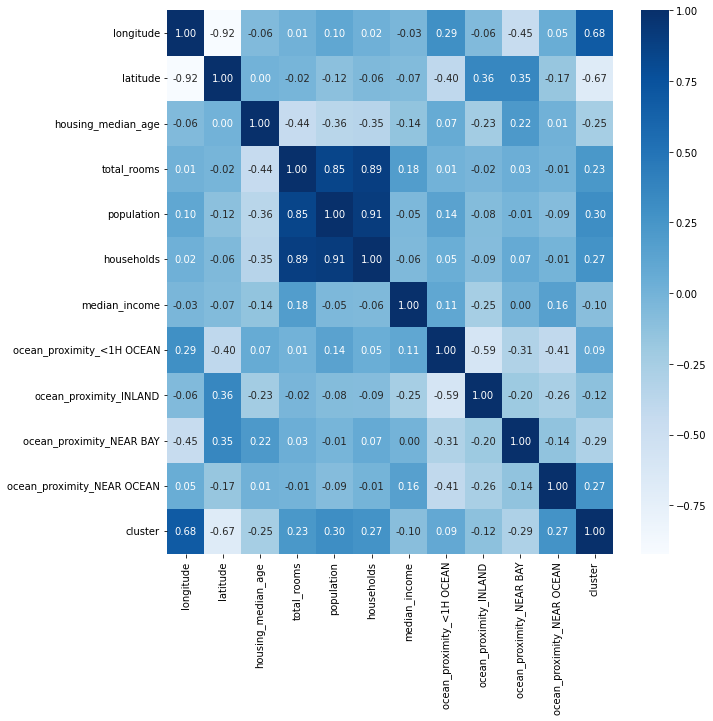 longitude 1.00 -0.92 -0.06 0.01 0.10 0.02 -0.03 0.29 -0.06 -0.45 0.05 0.68
latitude -0.92 1.00 0.00 -0.02 -0.12 -0.06 -0.07 -0.40 0.36 0.35 -0.17 -0.67
housing_median_age -0.06 0.00 1.00 -0.44 -0.36 -0.35 -0.14 0.07 -0.23 0.22 0.01 -0.25
total_rooms 0.01 -0.02 -0.44 1.00 0.85 0.89 0.18 0.01 -0.02 0.03 -0.01 0.23
population 0.10 -0.12 -0.36 0.85 1.00 0.91 -0.05 0.14 -0.08 -0.01 -0.09 0.30
households 0.02 -0.06 -0.35 0.89 0.91 1.00 -0.06 0.05 -0.09 0.07 -0.01 0.27
median_income -0.03 -0.07 -0.14 0.18 -0.05 -0.06 1.00 0.11 -0.25 0.00 0.16 -0.10
ocean_proximity_<1H OCEAN 0.29 -0.40 0.07 0.01 0.14 0.05 0.11 1.00 -0.59 -0.31 -0.41 0.09
ocean_proximity_INLAND -0.06 0.36 -0.23 -0.02 -0.08 -0.09 -0.25 -0.59 1.00 -0.20 -0.26 -0.12
ocean_proximity_NEAR BAY -0.45 0.35 0.22 0.03 -0.01 0.07 0.00 -0.31 -0.20 1.00 -0.14 -0.29
ocean_proximity_NEAR OCEAN 0.05 -0.17 0.01 -0.01 -0.09 -0.01 0.16 -0.41 -0.26 -0.14 1.00 0.27
cluster 0.68 -0.67 -0.25 0.23 0.30 0.27 -0.10 0.09 -0.12 -0.29 0.27 1.00
longitude
latitude
housing_median_age
total_rooms
population
households
median_income
ocean_proximity_<1H OCEAN
ocean_proximity_INLAND
ocean_proximity_NEAR BAY
ocean_proximity_NEAR OCEAN
cluster
1.00
0.75
0.50
0.25
0.00
−0.25
−0.50
−0.75